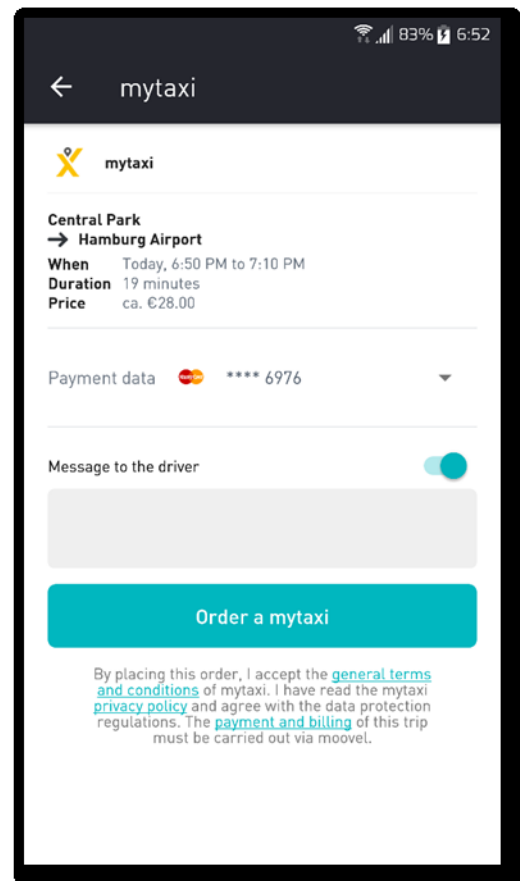 83% 6:52
mytaxi
mytaxi
Central Park
→ Hamburg Airport
When Today, 6:50 PM to 7:10 PM
Duration 19 minutes
Price ca. €28.00
Payment data **** 6976
Message to the driver
Order a mytaxi
By placing this order, I accept the general terms
and conditions of mytaxi. I have read the mytaxi
privacy policy and agree with the data protection
regulations. The payment and billing of this trip
must be carried out via moovel.